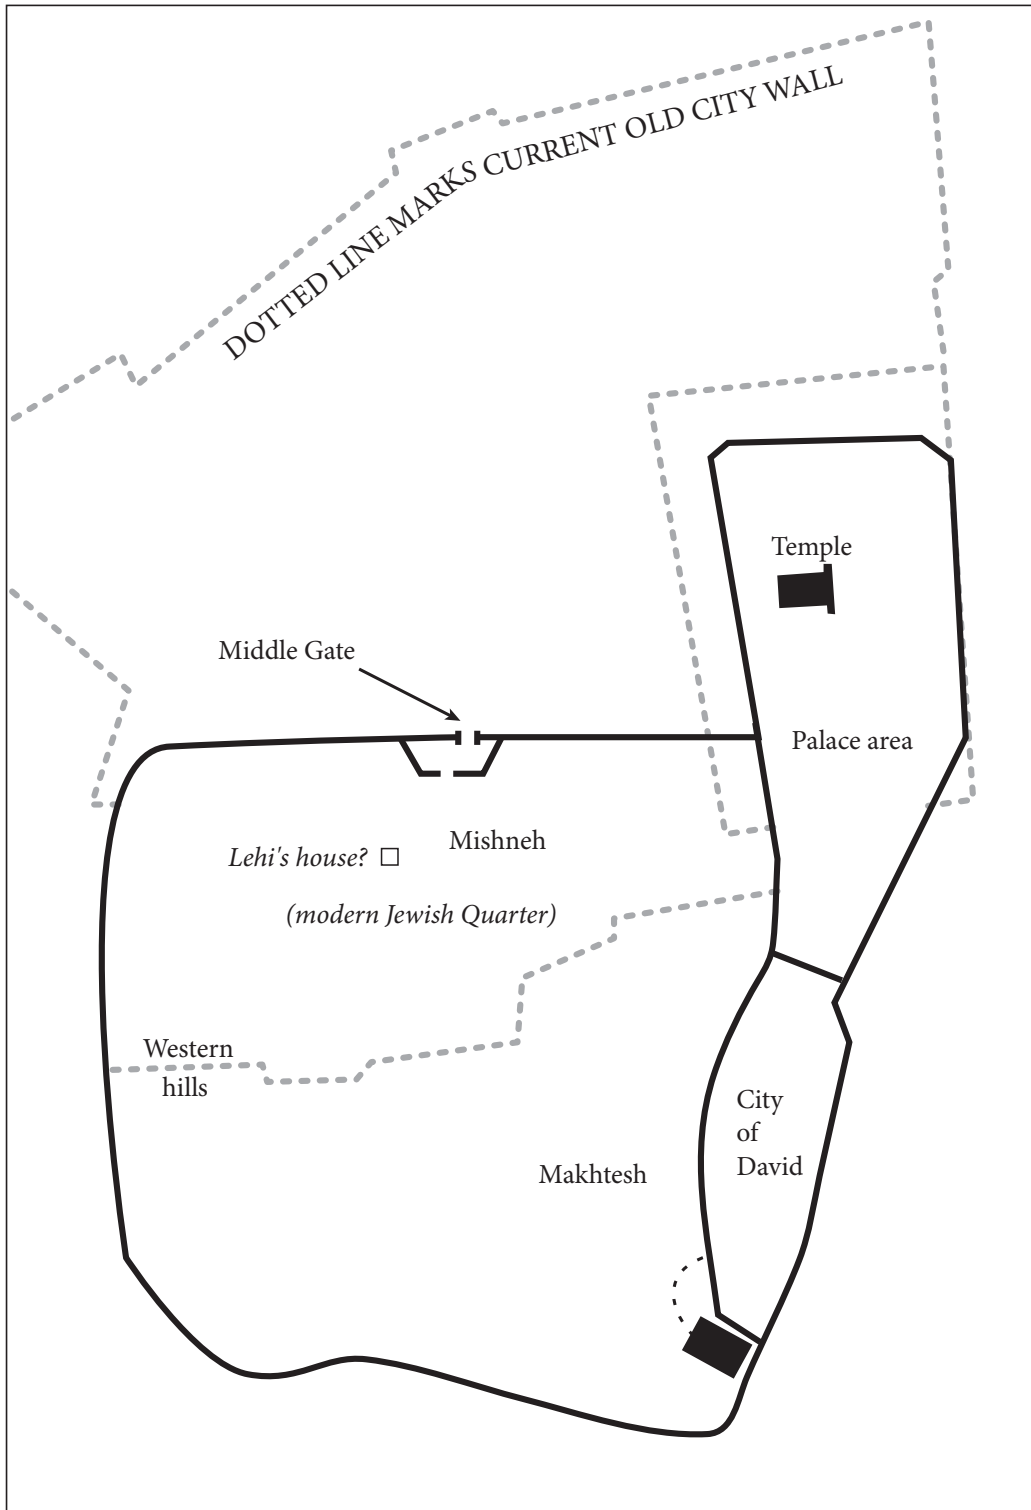 DOTTED LINE MARKS CURRENT OLD CITY WALL
Temple
Middle Gate
Palace area
Mishneh
Lehi's house?
(modern Jewish Quarter)
Western
hills
City
of
David
Makhtesh